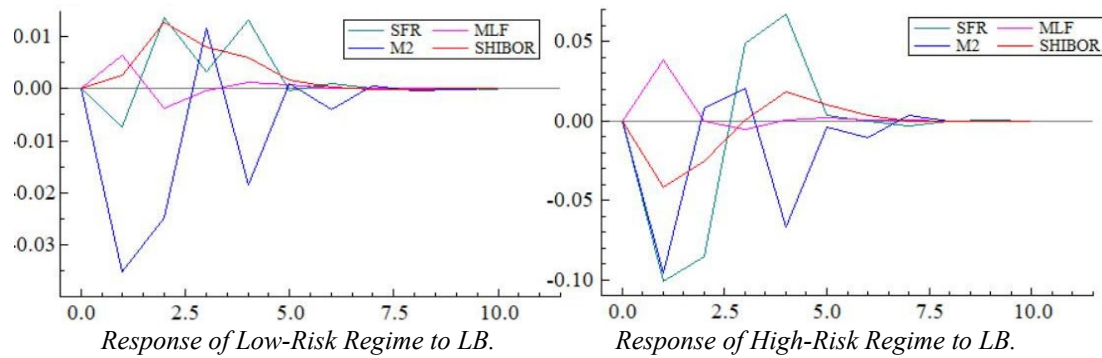 SFR MLF
M2 SHIBOR
0.01
0.00
0.01
0.02
0.03
0.0 2.5 5.0 7.5 10.0
Response of Low-Risk Regime to LB.
SFR MLF
M2 SHIBOR
0.05
0.00
-0.05
-0.10
0.0 2.5 5.0 7.5 10.0
Response of High-Risk Regime to LB.